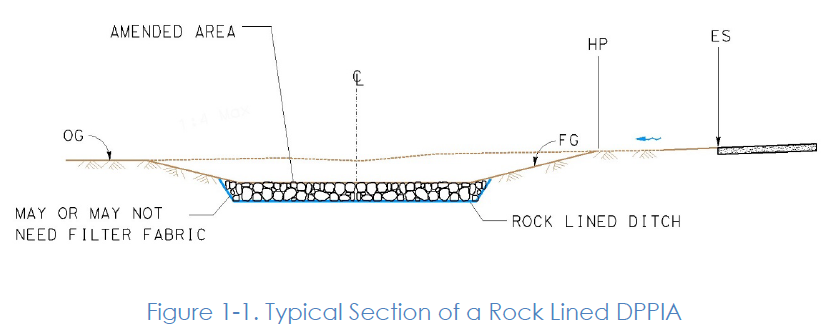 AMENDED AREA
ES
HP
℄
OG
FG
MAY OR MAY NOT
NEED FILTER FABRIC
ROCK LINED DITCH
Figure 1-1. Typical Section of a Rock Lined DPPIA